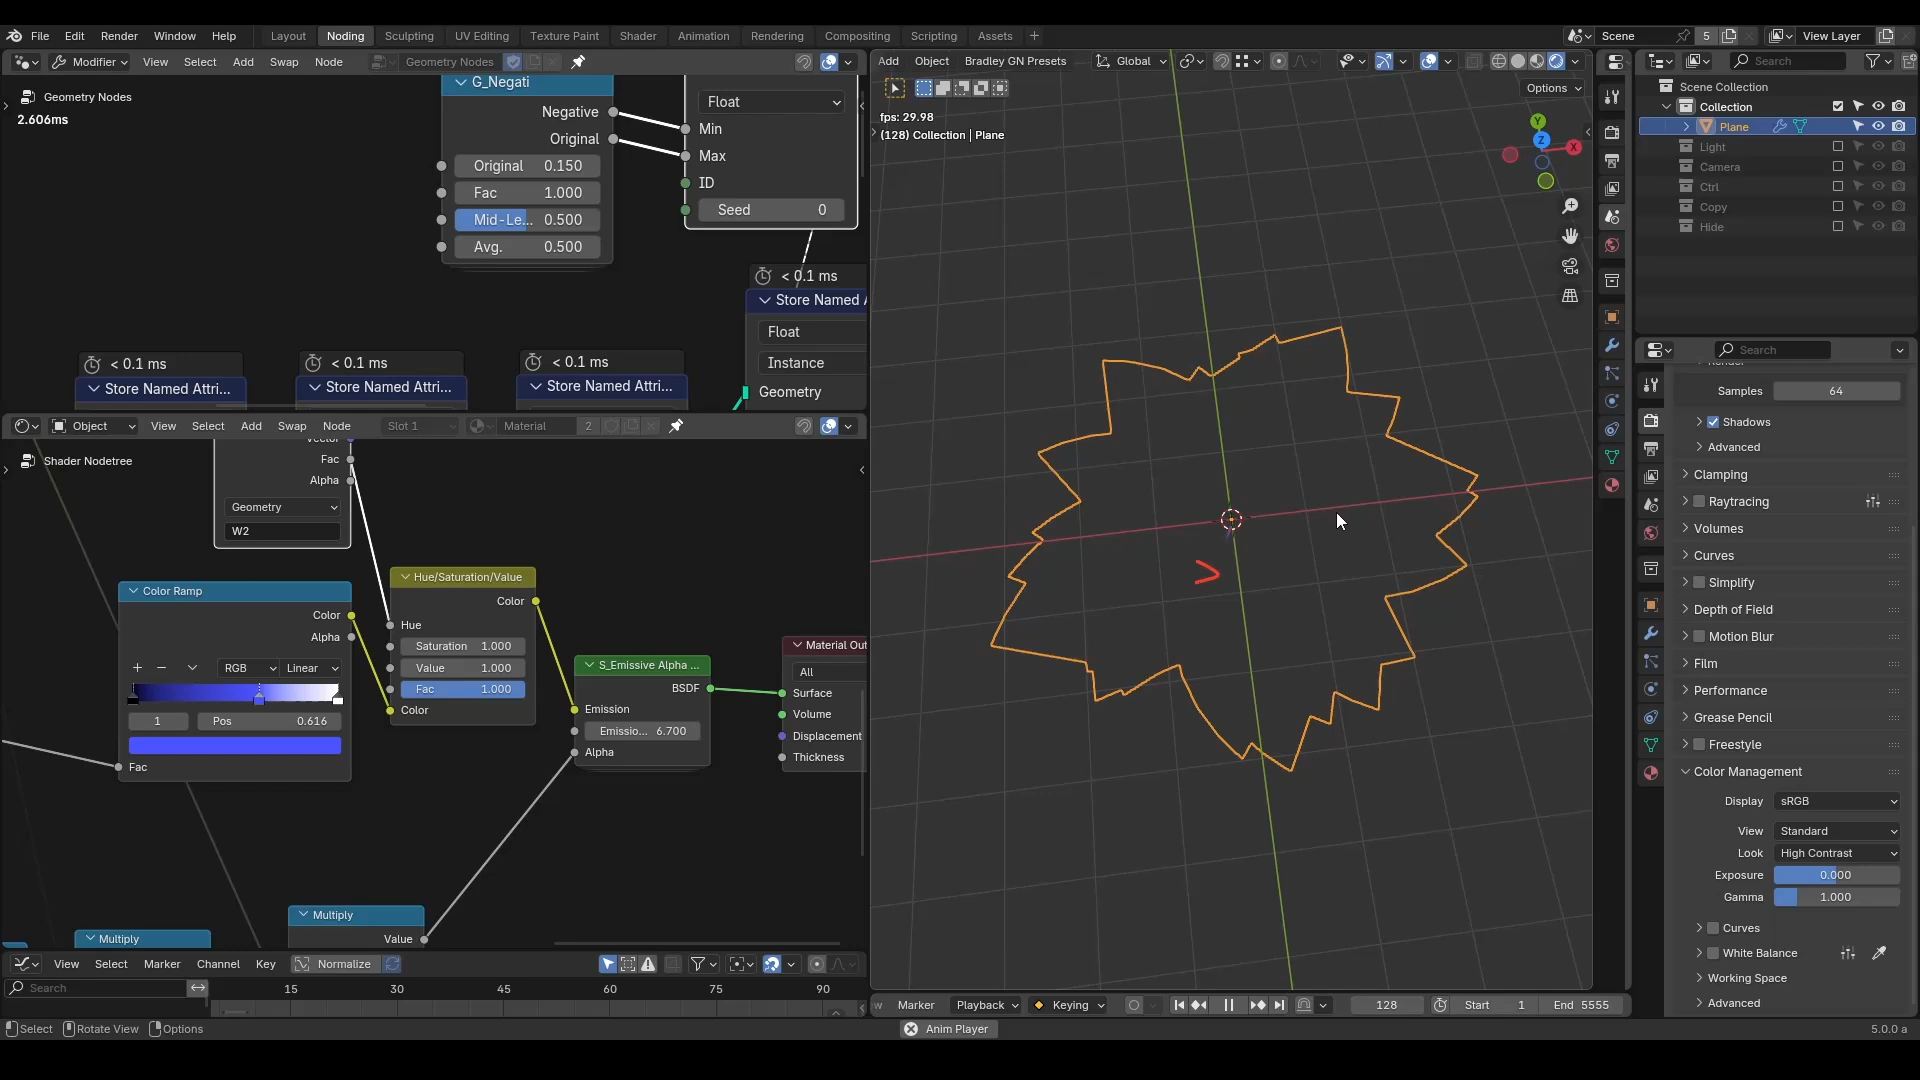 File Edit Render Window Help Layout Noding Sculpting UV Editing Texture Paint Shader Animation Rendering Compositing Scripting Assets + Scene 5 View Layer
Modifier View Select Add Swap Node Geometry Nodes
Geometry Nodes
2.606ms
G_Negati
Negative
Original
Original 0.150
Fac 1.000
Mid-Le... 0.500
Avg. 0.500
Float
Min
Max
ID
Seed 0
< 0.1 ms
Store Named A
Float
Instance
Geometry
< 0.1 ms
Store Named Attri...
< 0.1 ms
Store Named Attri...
< 0.1 ms
Store Named Attri...
Object View Select Add Swap Node Slot 1 Material 2
Shader Nodetree
Vector
Fac
Alpha
Geometry
W2
Color Ramp
Color
Alpha
RGB Linear
1 Pos 0.616
Fac
Hue/Saturation/Value
Color
Hue
Saturation 1.000
Value 1.000
Fac 1.000
Color
S_Emissive Alpha ...
BSDF
Emission
Emissio... 6.700
Alpha
Material Out
All
Surface
Volume
Displacement
Thickness
Multiply
Value
Multiply
View Select Marker Channel Key Normalize
Search 15 30 45 60 75 90
Select Rotate View Options
Add Object Bradley GN Presets Global
Options
fps: 29.98
(128) Collection | Plane
Y
Z
X
w Marker Playback Keying 128 Start 1 End 5555
Anim Player
5.0.0 a
Search
Scene Collection
Collection
Plane
Light
Camera
Ctrl
Copy
Hide
Search
Render
Samples 64
Shadows
Advanced
Clamping
Raytracing
Volumes
Curves
Simplify
Depth of Field
Motion Blur
Film
Performance
Grease Pencil
Freestyle
Color Management
Display sRGB
View Standard
Look High Contrast
Exposure 0.000
Gamma 1.000
Curves
White Balance
Working Space
Advanced